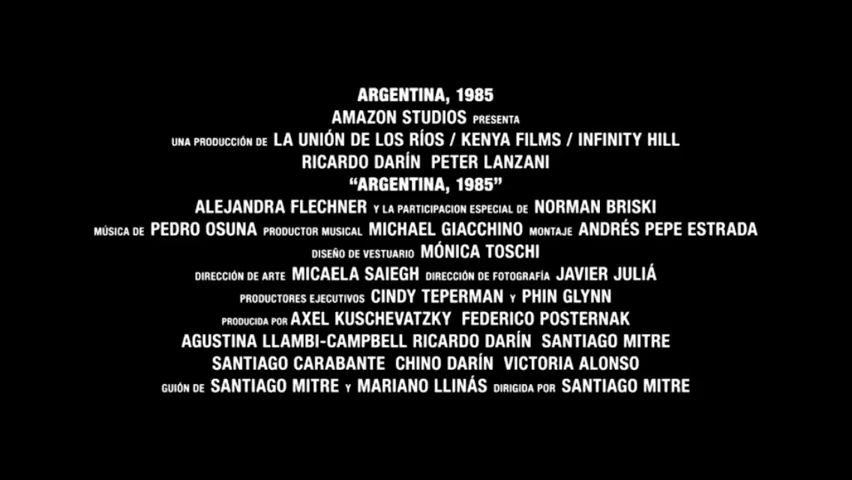 ARGENTINA, 1985
AMAZON STUDIOS PRESENTA
UNA PRODUCCIÓN DE LA UNIÓN DE LOS RÍOS / KENYA FILMS / INFINITY HILL
RICARDO DARÍN PETER LANZANI
“ARGENTINA, 1985”
ALEJANDRA FLECHNER Y LA PARTICIPACION ESPECIAL DE NORMAN BRISKI
MÚSICA DE PEDRO OSUNA PRODUCTOR MUSICAL MICHAEL GIACCHINO MONTAJE ANDRÉS PEPE ESTRADA
DISEÑO DE VESTUARIO MÓNICA TOSCHI
DIRECCIÓN DE ARTE MICAELA SAIEGH DIRECCIÓN DE FOTOGRAFÍA JAVIER JULIÁ
PRODUCTORES EJECUTIVOS CINDY TEPERMAN Y PHIN GLYNN
PRODUCIDA POR AXEL KUSCHEVATZKY FEDERICO POSTERNAK
AGUSTINA LLAMBI-CAMPBELL RICARDO DARÍN SANTIAGO MITRE
SANTIAGO CARABANTE CHINO DARÍN VICTORIA ALONSO
GUIÓN DE SANTIAGO MITRE Y MARIANO LLINÁS DIRIGIDA POR SANTIAGO MITRE